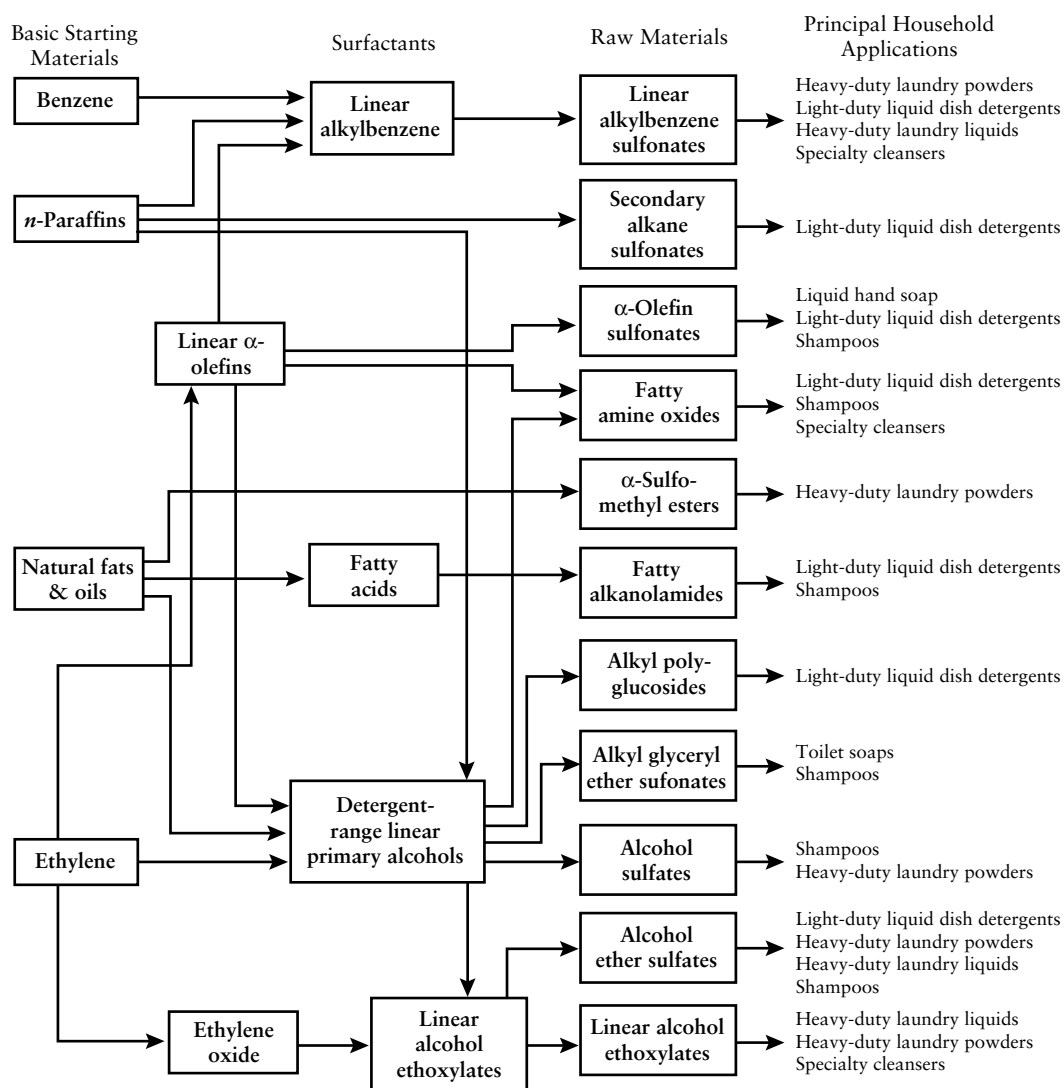 Basic Starting
Materials
Surfactants
Raw Materials
Principal Household
Applications
Benzene
Linear
alkylbenzene
Linear
alkylbenzene
sulfonates
Heavy-duty laundry powders
Light-duty liquid dish detergents
Heavy-duty laundry liquids
Specialty cleansers
n-Paraffins
Secondary
alkane
sulfonates
Light-duty liquid dish detergents
Linear α-
olefins
α-Olefin
sulfonates
Liquid hand soap
Light-duty liquid dish detergents
Shampoos
Fatty
amine oxides
Light-duty liquid dish detergents
Shampoos
Specialty cleansers
α-Sulfo-
methyl esters
Heavy-duty laundry powders
Natural fats
& oils
Fatty
acids
Fatty
alkanolamides
Light-duty liquid dish detergents
Shampoos
Alkyl poly-
glucosides
Light-duty liquid dish detergents
Alkyl glyceryl
ether sufonates
Toilet soaps
Shampoos
Ethylene
Detergent-
range linear
primary alcohols
Alcohol
sulfates
Shampoos
Heavy-duty laundry powders
Alcohol
ether sulfates
Light-duty liquid dish detergents
Heavy-duty laundry powders
Heavy-duty laundry liquids
Shampoos
Ethylene
oxide
Linear
alcohol
ethoxylates
Linear alcohol
ethoxylates
Heavy-duty laundry liquids
Heavy-duty laundry powders
Specialty cleansers